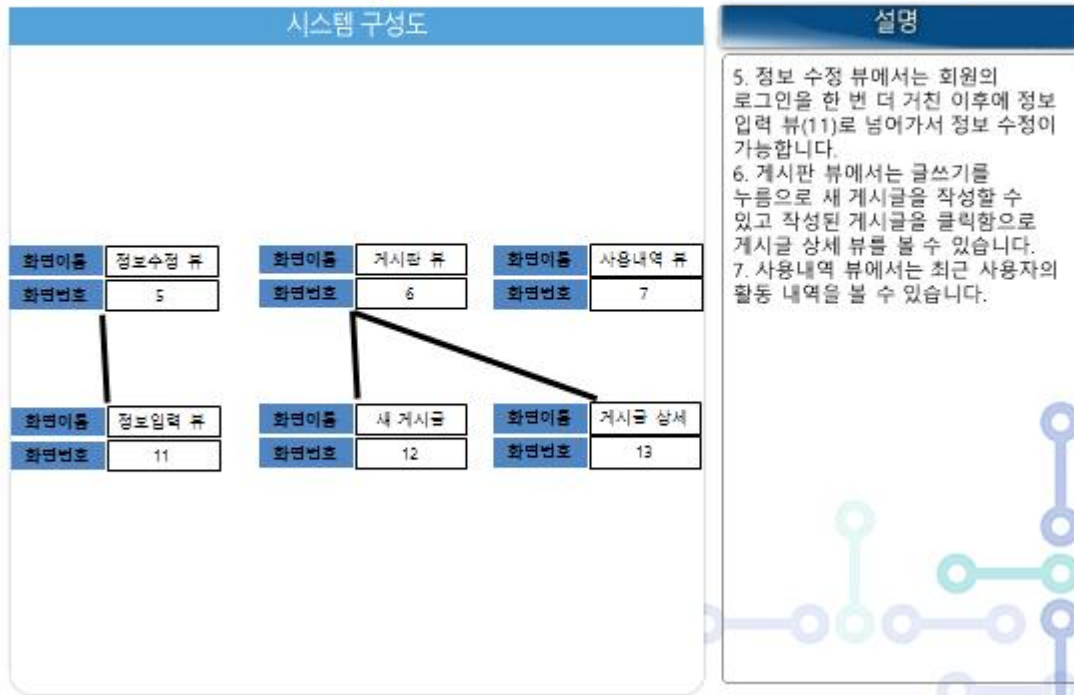 시스템 구성도
화면이름 정보수정 뷰
화면번호 5
화면이름 게시판 뷰
화면번호 6
화면이름 사용내역 뷰
화면번호 7
화면이름 정보입력 뷰
화면번호 11
화면이름 새 게시글
화면번호 12
화면이름 게시글 상세
화면번호 13
설명
5. 정보 수정 뷰에서는 회원의
로그인을 한 번 더 거친 이후에 정보
입력 뷰(11)로 넘어가서 정보 수정이
가능합니다.
6. 게시판 뷰에서는 글쓰기를
누름으로 새 게시글을 작성할 수
있고 작성된 게시글을 클릭함으로
게시글 상세 뷰를 볼 수 있습니다.
7. 사용내역 뷰에서는 최근 사용자의
활동 내역을 볼 수 있습니다.